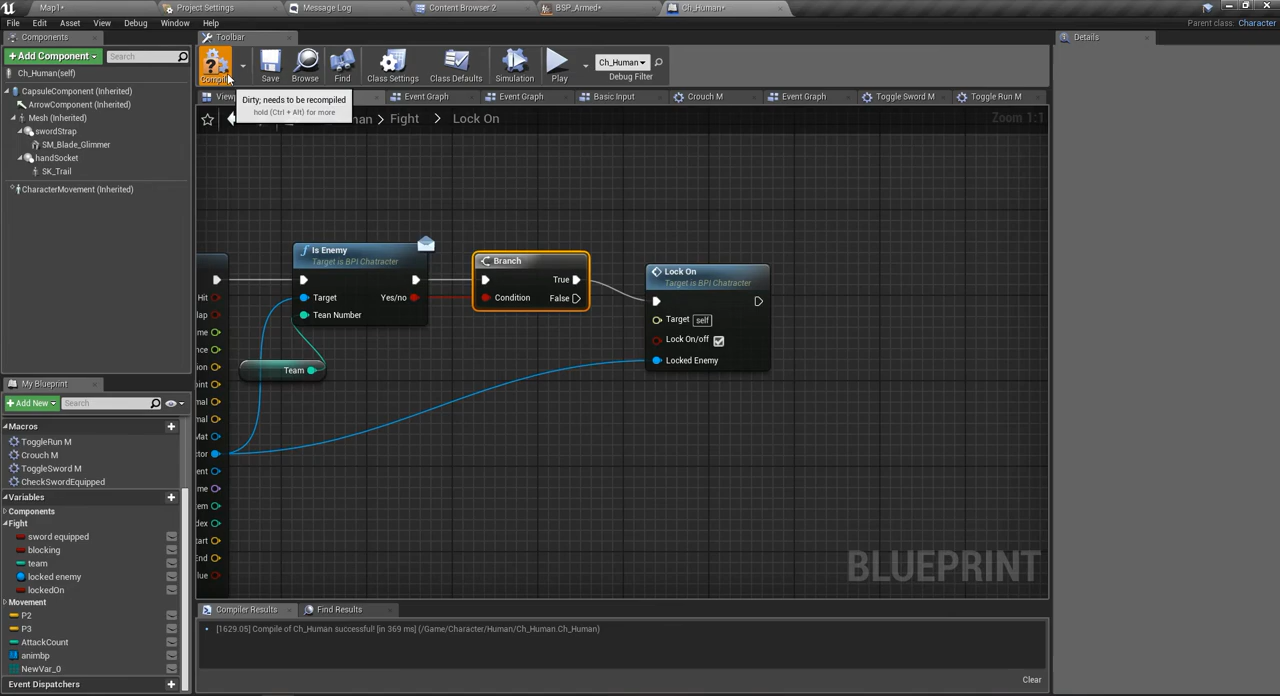 Map1*
Project Settings
Message Log
Content Browser 2
BSP_Armed*
Ch_Human*
File
Edit
Asset
View
Debug
Window
Help
Parent class: Character
Components
Toolbar
Details
+Add Component
Search
Ch_Human(self)
CapsuleComponent (Inherited)
ArrowComponent (Inherited)
Mesh (Inherited)
swordStrap
SM_Blade_Glimmer
handSocket
SK_Trail
CharacterMovement (Inherited)
Save
Browse
Find
Class Settings
Class Defaults
Simulation
Play
Ch_Human
Debug Filter
Dirty; needs to be recompiled
hold (Ctrl + Alt) for more
Event Graph
Event Graph
Basic Input
Crouch M
Event Graph
Toggle Sword M
Toggle Run M
Fight > Lock On
Zoom 1:1
Is Enemy
Target is BPI Chatracter
Target
Yes/no
Tean Number
Team
Branch
True
Condition
False
Lock On
Target is BPI Chatracter
Target self
Lock On/off
Locked Enemy
Hit
BLUEPRINT
My Blueprint
+Add New
Search
Macros
ToggleRun M
Crouch M
ToggleSword M
CheckSwordEquipped
Variables
Components
Fight
sword equipped
blocking
team
locked enemy
lockedOn
Movement
P2
P3
AttackCount
animbp
NewVar_0
Event Dispatchers
Compiler Results
Find Results
[1629.05] Compile of Ch_Human successful! [in 369 ms] (/Game/Character/Human/Ch_Human.Ch_Human)
Clear